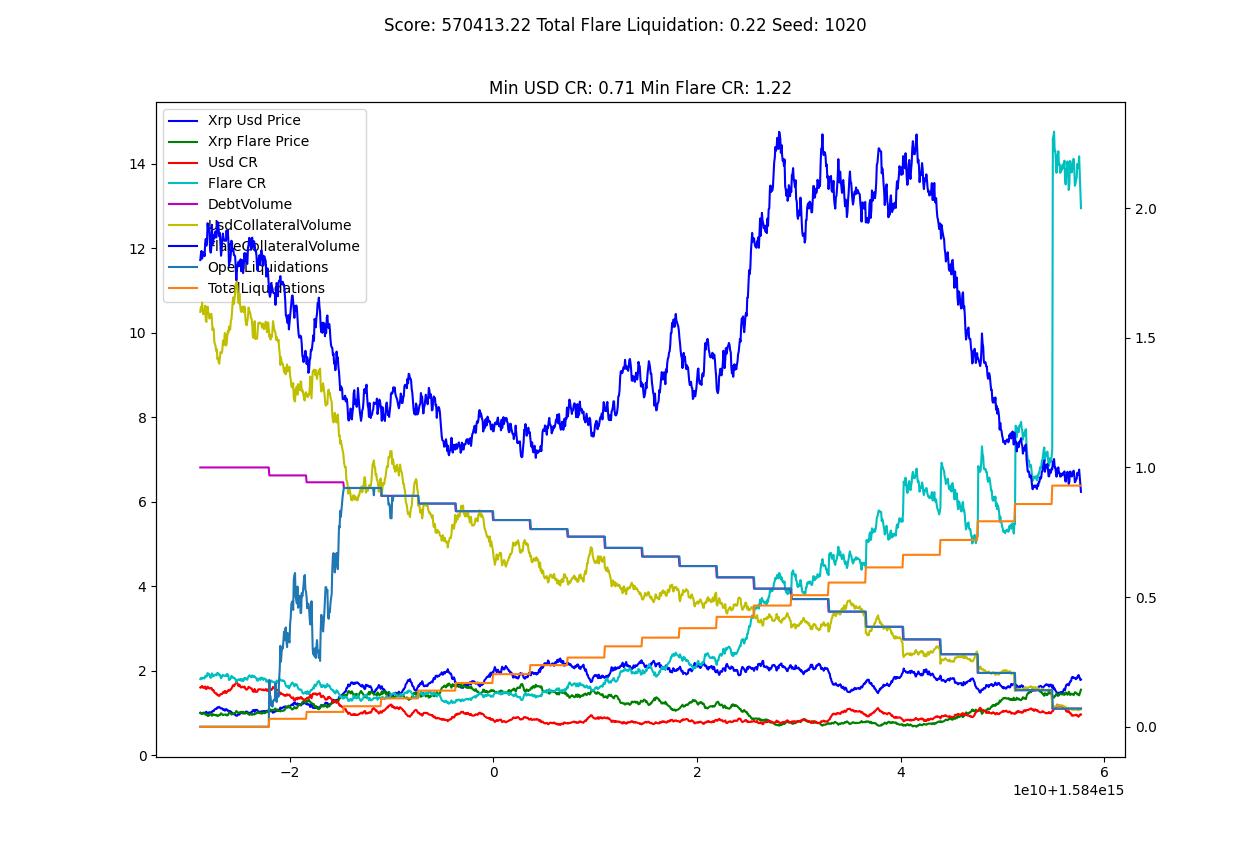 Score: 570413.22 Total Flare Liquidation: 0.22 Seed: 1020
Min USD CR: 0.71 Min Flare CR: 1.22
Xrp Usd Price
Xrp Flare Price
Usd CR
Flare CR
DebtVolume
UsdCollateralVolume
FlareCollateralVolume
OpenLiquidations
TotalLiquidations
14
12
10
8
6
4
2
0
2.0
1.5
1.0
0.5
0.0
−2
0
2
4
6
1e10+1.584e15